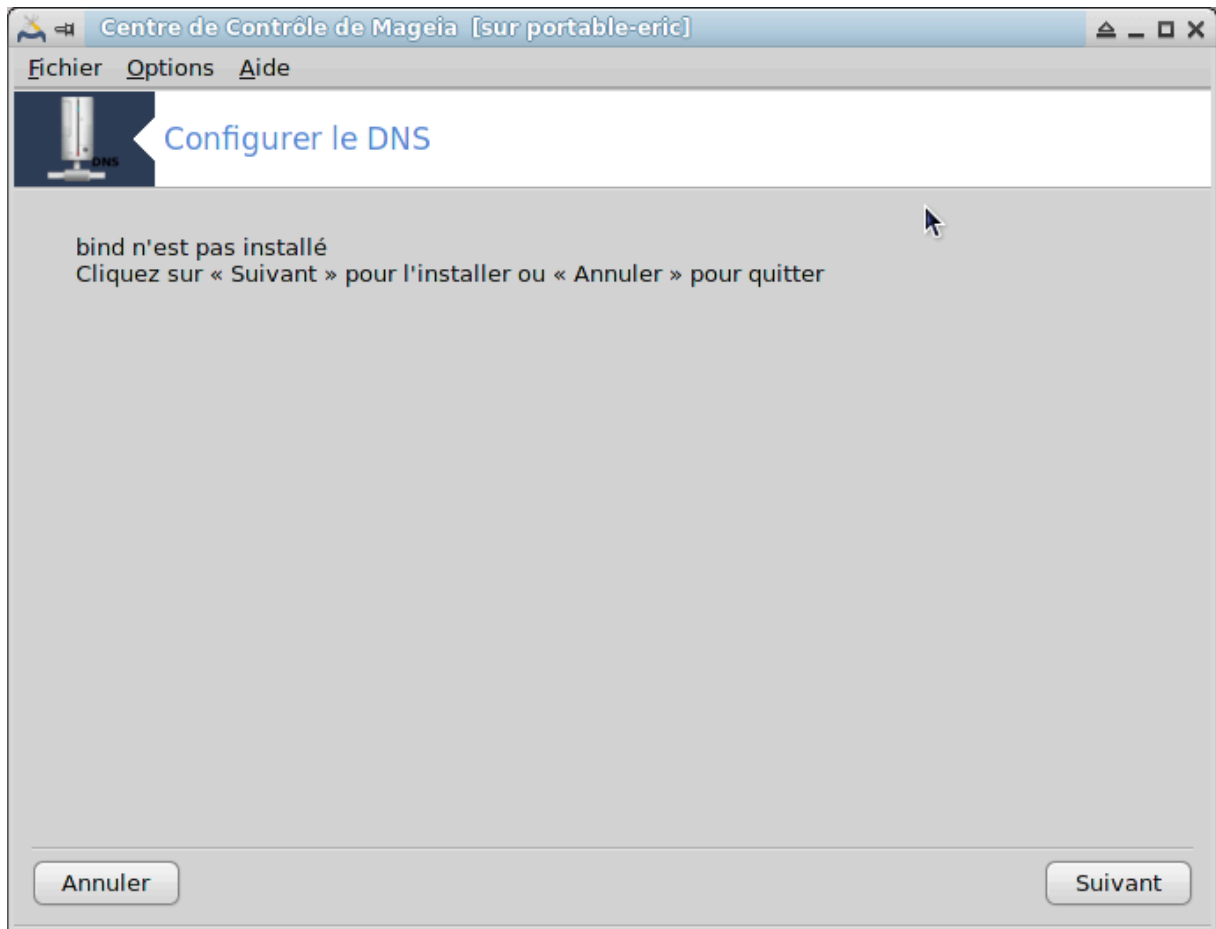 Centre de Contrôle de Mageia [sur portable-eric]
Fichier Options Aide
DNS
Configurer le DNS
bind n'est pas installé
Cliquez sur « Suivant » pour l'installer ou « Annuler » pour quitter
Annuler
Suivant